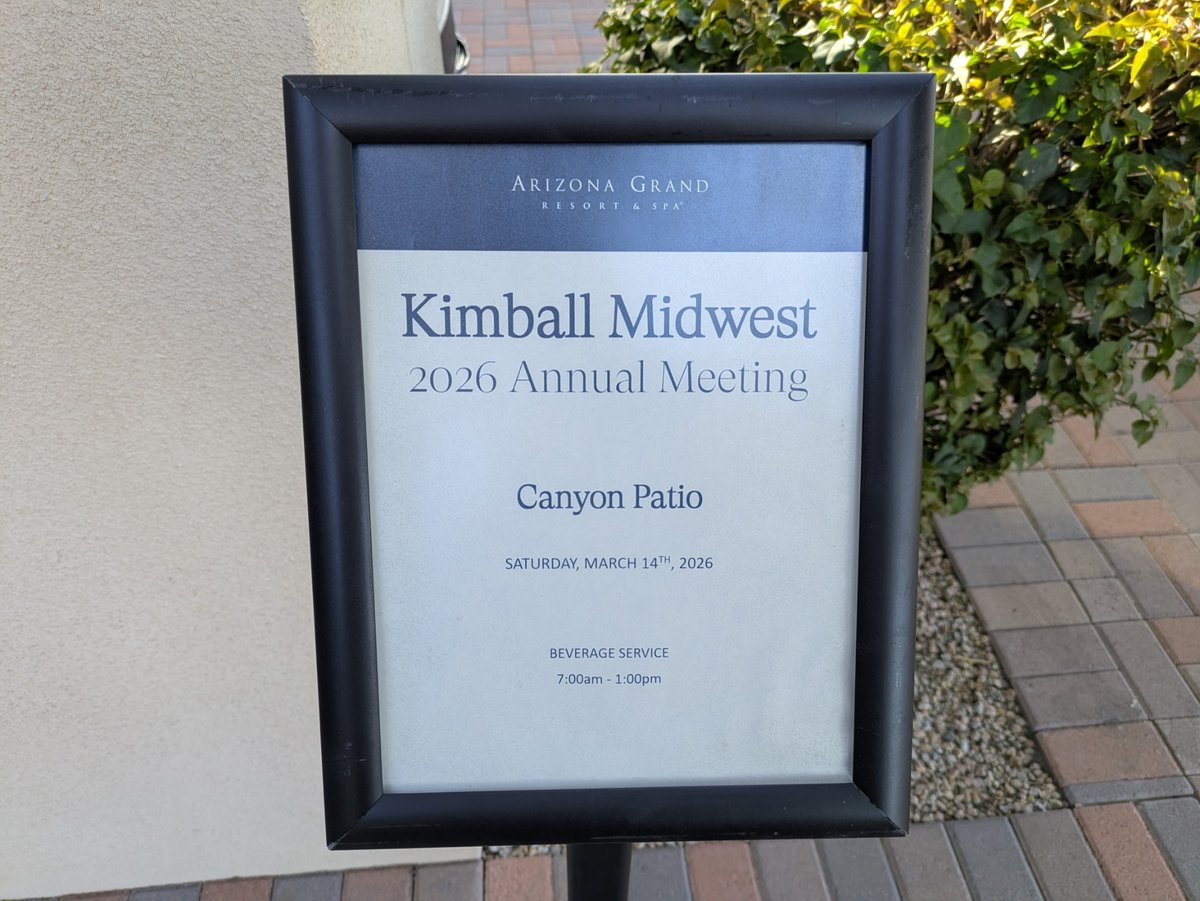 ARIZONA GRAND
RESORT & SPA
Kimball Midwest
2026 Annual Meeting
Canyon Patio
SATURDAY, MARCH 14TH, 2026
BEVERAGE SERVICE
7:00am - 1:00pm